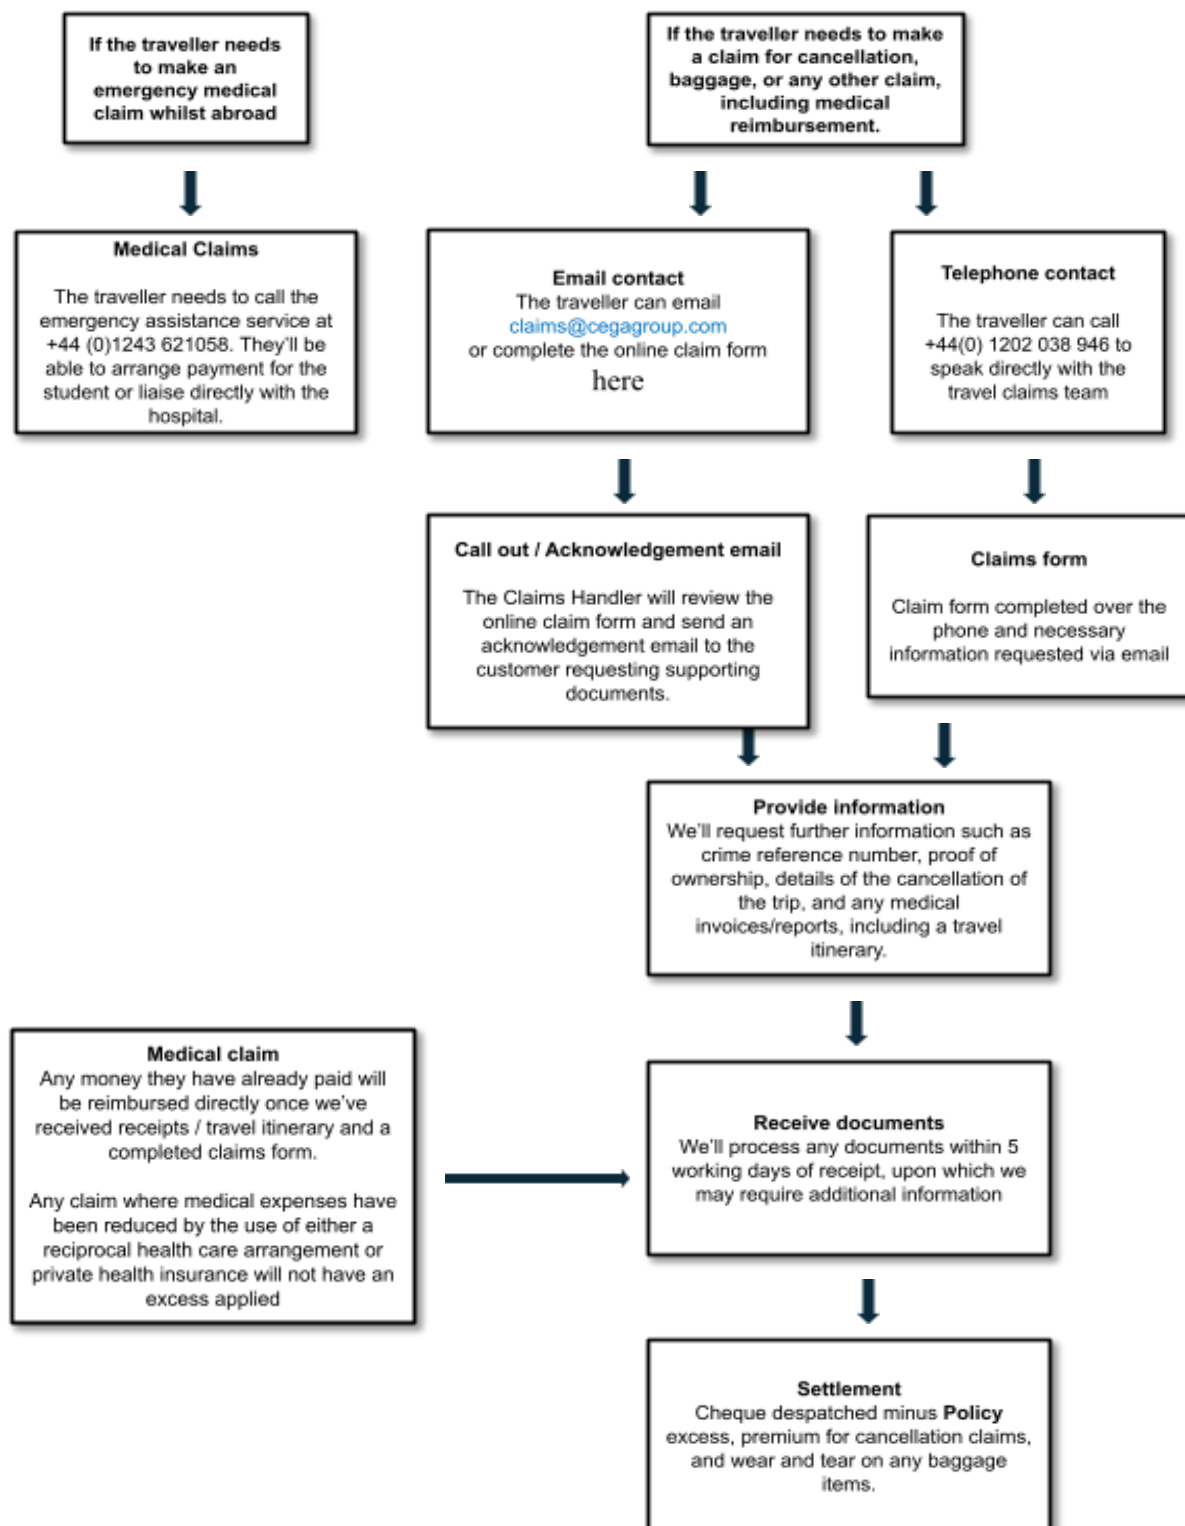 If the traveller needs
to make an
emergency medical
claim whilst abroad
If the traveller needs to make
a claim for cancellation,
baggage, or any other claim,
including medical
reimbursement.
Medical Claims
The traveller needs to call the
emergency assistance service at
+44 (0)1243 621058. They'll be
able to arrange payment for the
student or liaise directly with the
hospital.
Email contact
The traveller can email
claims@cegagroup.com
or complete the online claim form
here
Telephone contact
The traveller can call
+44(0) 1202 038 946 to
speak directly with the
travel claims team
Call out / Acknowledgement email
The Claims Handler will review the
online claim form and send an
acknowledgement email to the
customer requesting supporting
documents.
Claims form
Claim form completed over the
phone and necessary
information requested via email
Provide information
We'll request further information such as
crime reference number, proof of
ownership, details of the cancellation of
the trip, and any medical
invoices/reports, including a travel
itinerary.
Medical claim
Any money they have already paid will
be reimbursed directly once we've
received receipts / travel itinerary and a
completed claims form.
Any claim where medical expenses have
been reduced by the use of either a
reciprocal health care arrangement or
private health insurance will not have an
excess applied
Receive documents
We'll process any documents within 5
working days of receipt, upon which we
may require additional information
Settlement
Cheque despatched minus Policy
excess, premium for cancellation claims,
and wear and tear on any baggage
items.